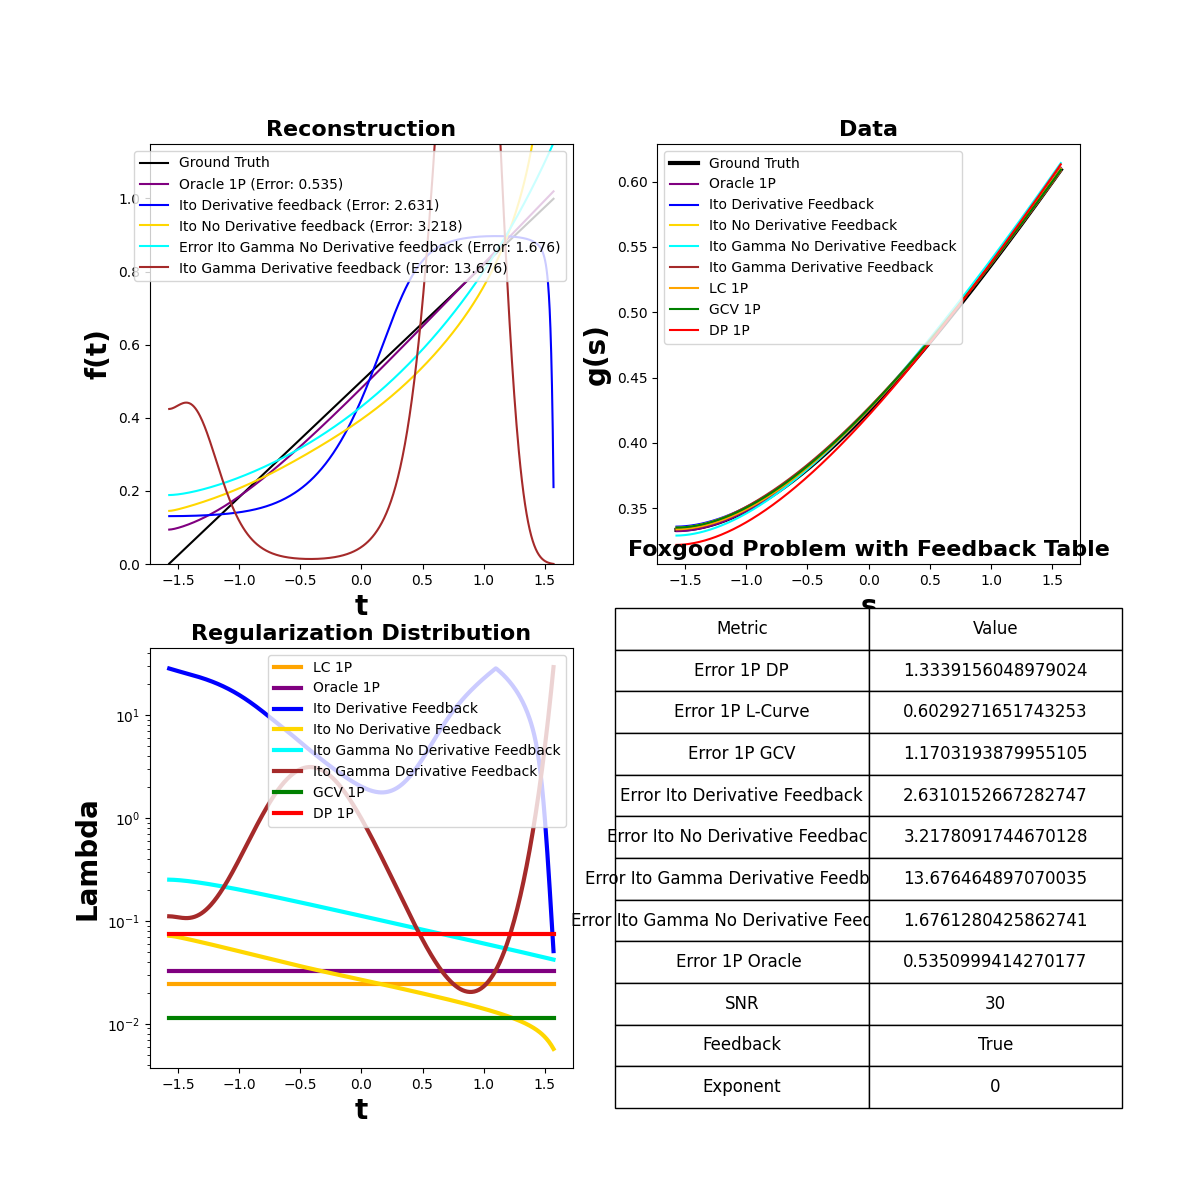 Reconstruction
Ground Truth
Oracle 1P (Error: 0.535)
Ito Derivative feedback (Error: 2.631)
Ito No Derivative feedback (Error: 3.218)
Error Ito Gamma No Derivative feedback (Error: 1.676)
Ito Gamma Derivative feedback (Error: 13.676)
1.0
0.8
0.6
0.4
0.2
0.0
f(t)
−1.5 −1.0 −0.5 0.0 0.5 1.0 1.5
t
Data
Ground Truth
Oracle 1P
Ito Derivative Feedback
Ito No Derivative Feedback
Ito Gamma No Derivative Feedback
Ito Gamma Derivative Feedback
LC 1P
GCV 1P
DP 1P
0.60
0.55
0.50
0.45
0.40
0.35
g(s)
−1.5 −1.0 −0.5 0.0 0.5 1.0 1.5
s
Regularization Distribution
LC 1P
Oracle 1P
Ito Derivative Feedback
Ito No Derivative Feedback
Ito Gamma No Derivative Feedback
Ito Gamma Derivative Feedback
GCV 1P
DP 1P
10^1
10^0
10^−1
10^−2
Lambda
−1.5 −1.0 −0.5 0.0 0.5 1.0 1.5
t
Foxgood Problem with Feedback Table
Metric Value
Error 1P DP 1.3339156048979024
Error 1P L-Curve 0.6029271651743253
Error 1P GCV 1.1703193879955105
Error Ito Derivative Feedback 2.6310152667282747
Error Ito No Derivative Feedbac 3.2178091744670128
Error Ito Gamma Derivative Feedb 13.676464897070035
Error Ito Gamma No Derivative Feed 1.6761280425862741
Error 1P Oracle 0.5350999414270177
SNR 30
Feedback True
Exponent 0